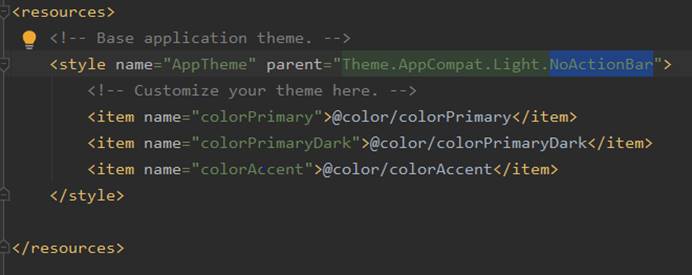 <resources>
<!-- Base application theme. -->
<style name="AppTheme" parent="Theme.AppCompat.Light.NoActionBar">
<!-- Customize your theme here. -->
<item name="colorPrimary">@color/colorPrimary</item>
<item name="colorPrimaryDark">@color/colorPrimaryDark</item>
<item name="colorAccent">@color/colorAccent</item>
</style>
</resources>